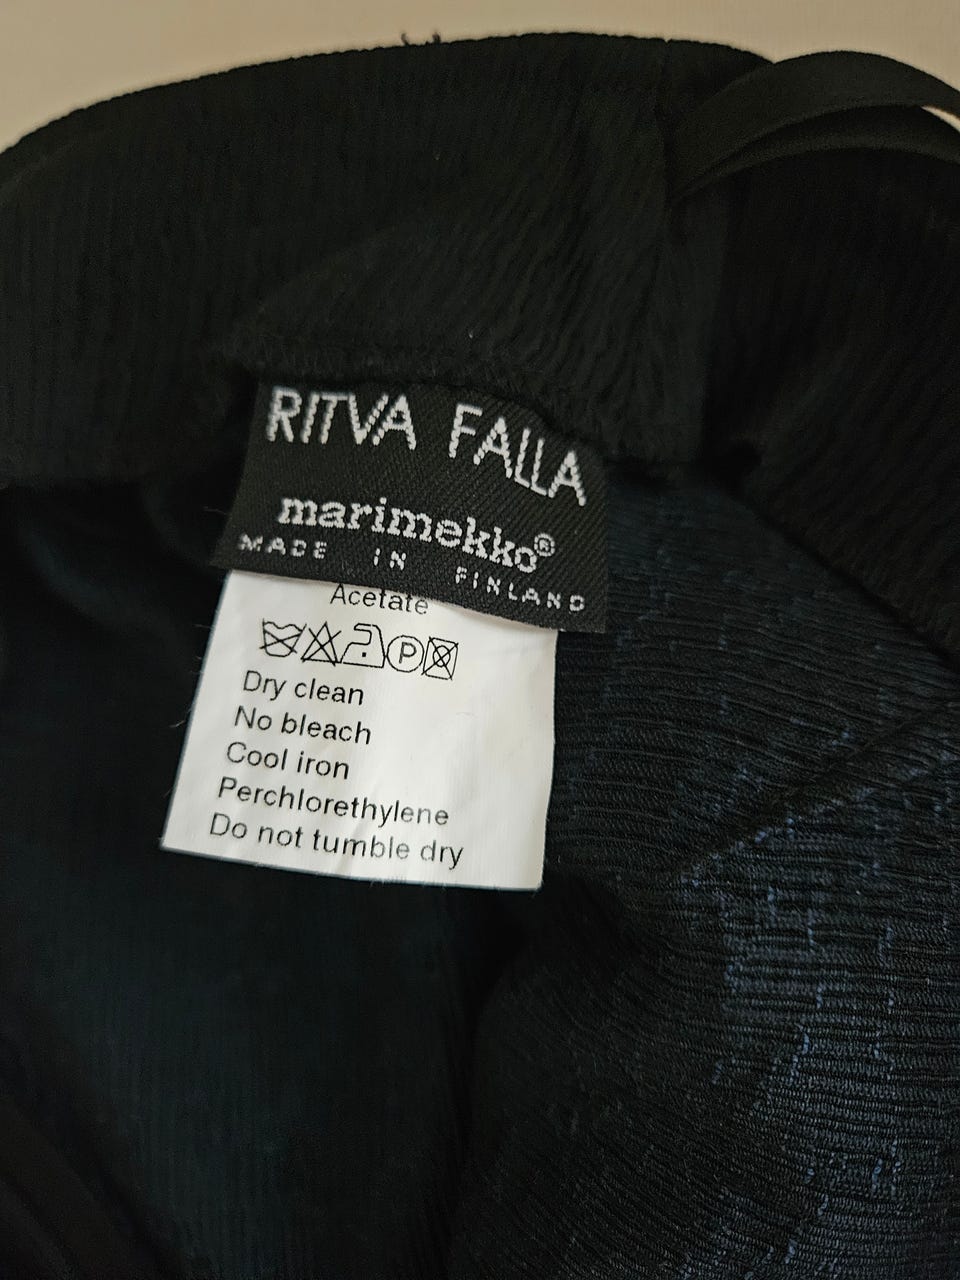 RITVA FALLA
marimekko®
MADE IN FINLAND
Acetate
P
Dry clean
No bleach
Cool iron
Perchlorethylene
Do not tumble dry